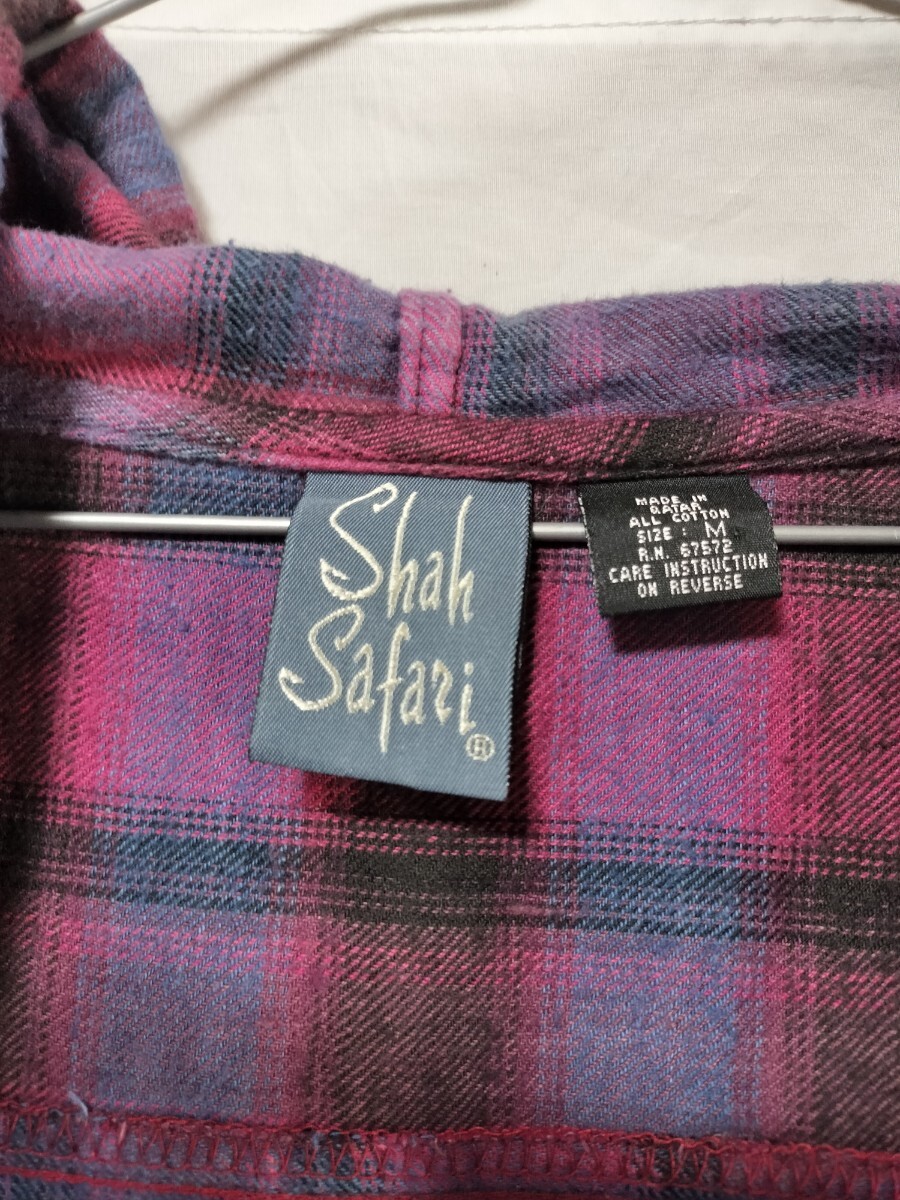 Shah
Safari
®
MADE IN
QATAR
ALL COTTON
SIZE : M
R.N. 67572
CARE INSTRUCTION
ON REVERSE